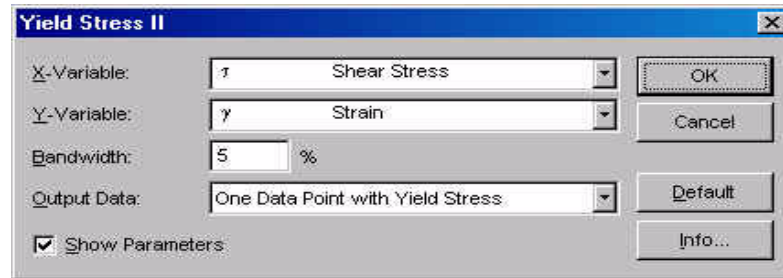 Yield Stress II
X-Variable: τ Shear Stress OK
Y-Variable: γ Strain Cancel
Bandwidth: 5 %
Output Data: One Data Point with Yield Stress Default
Show Parameters Info...